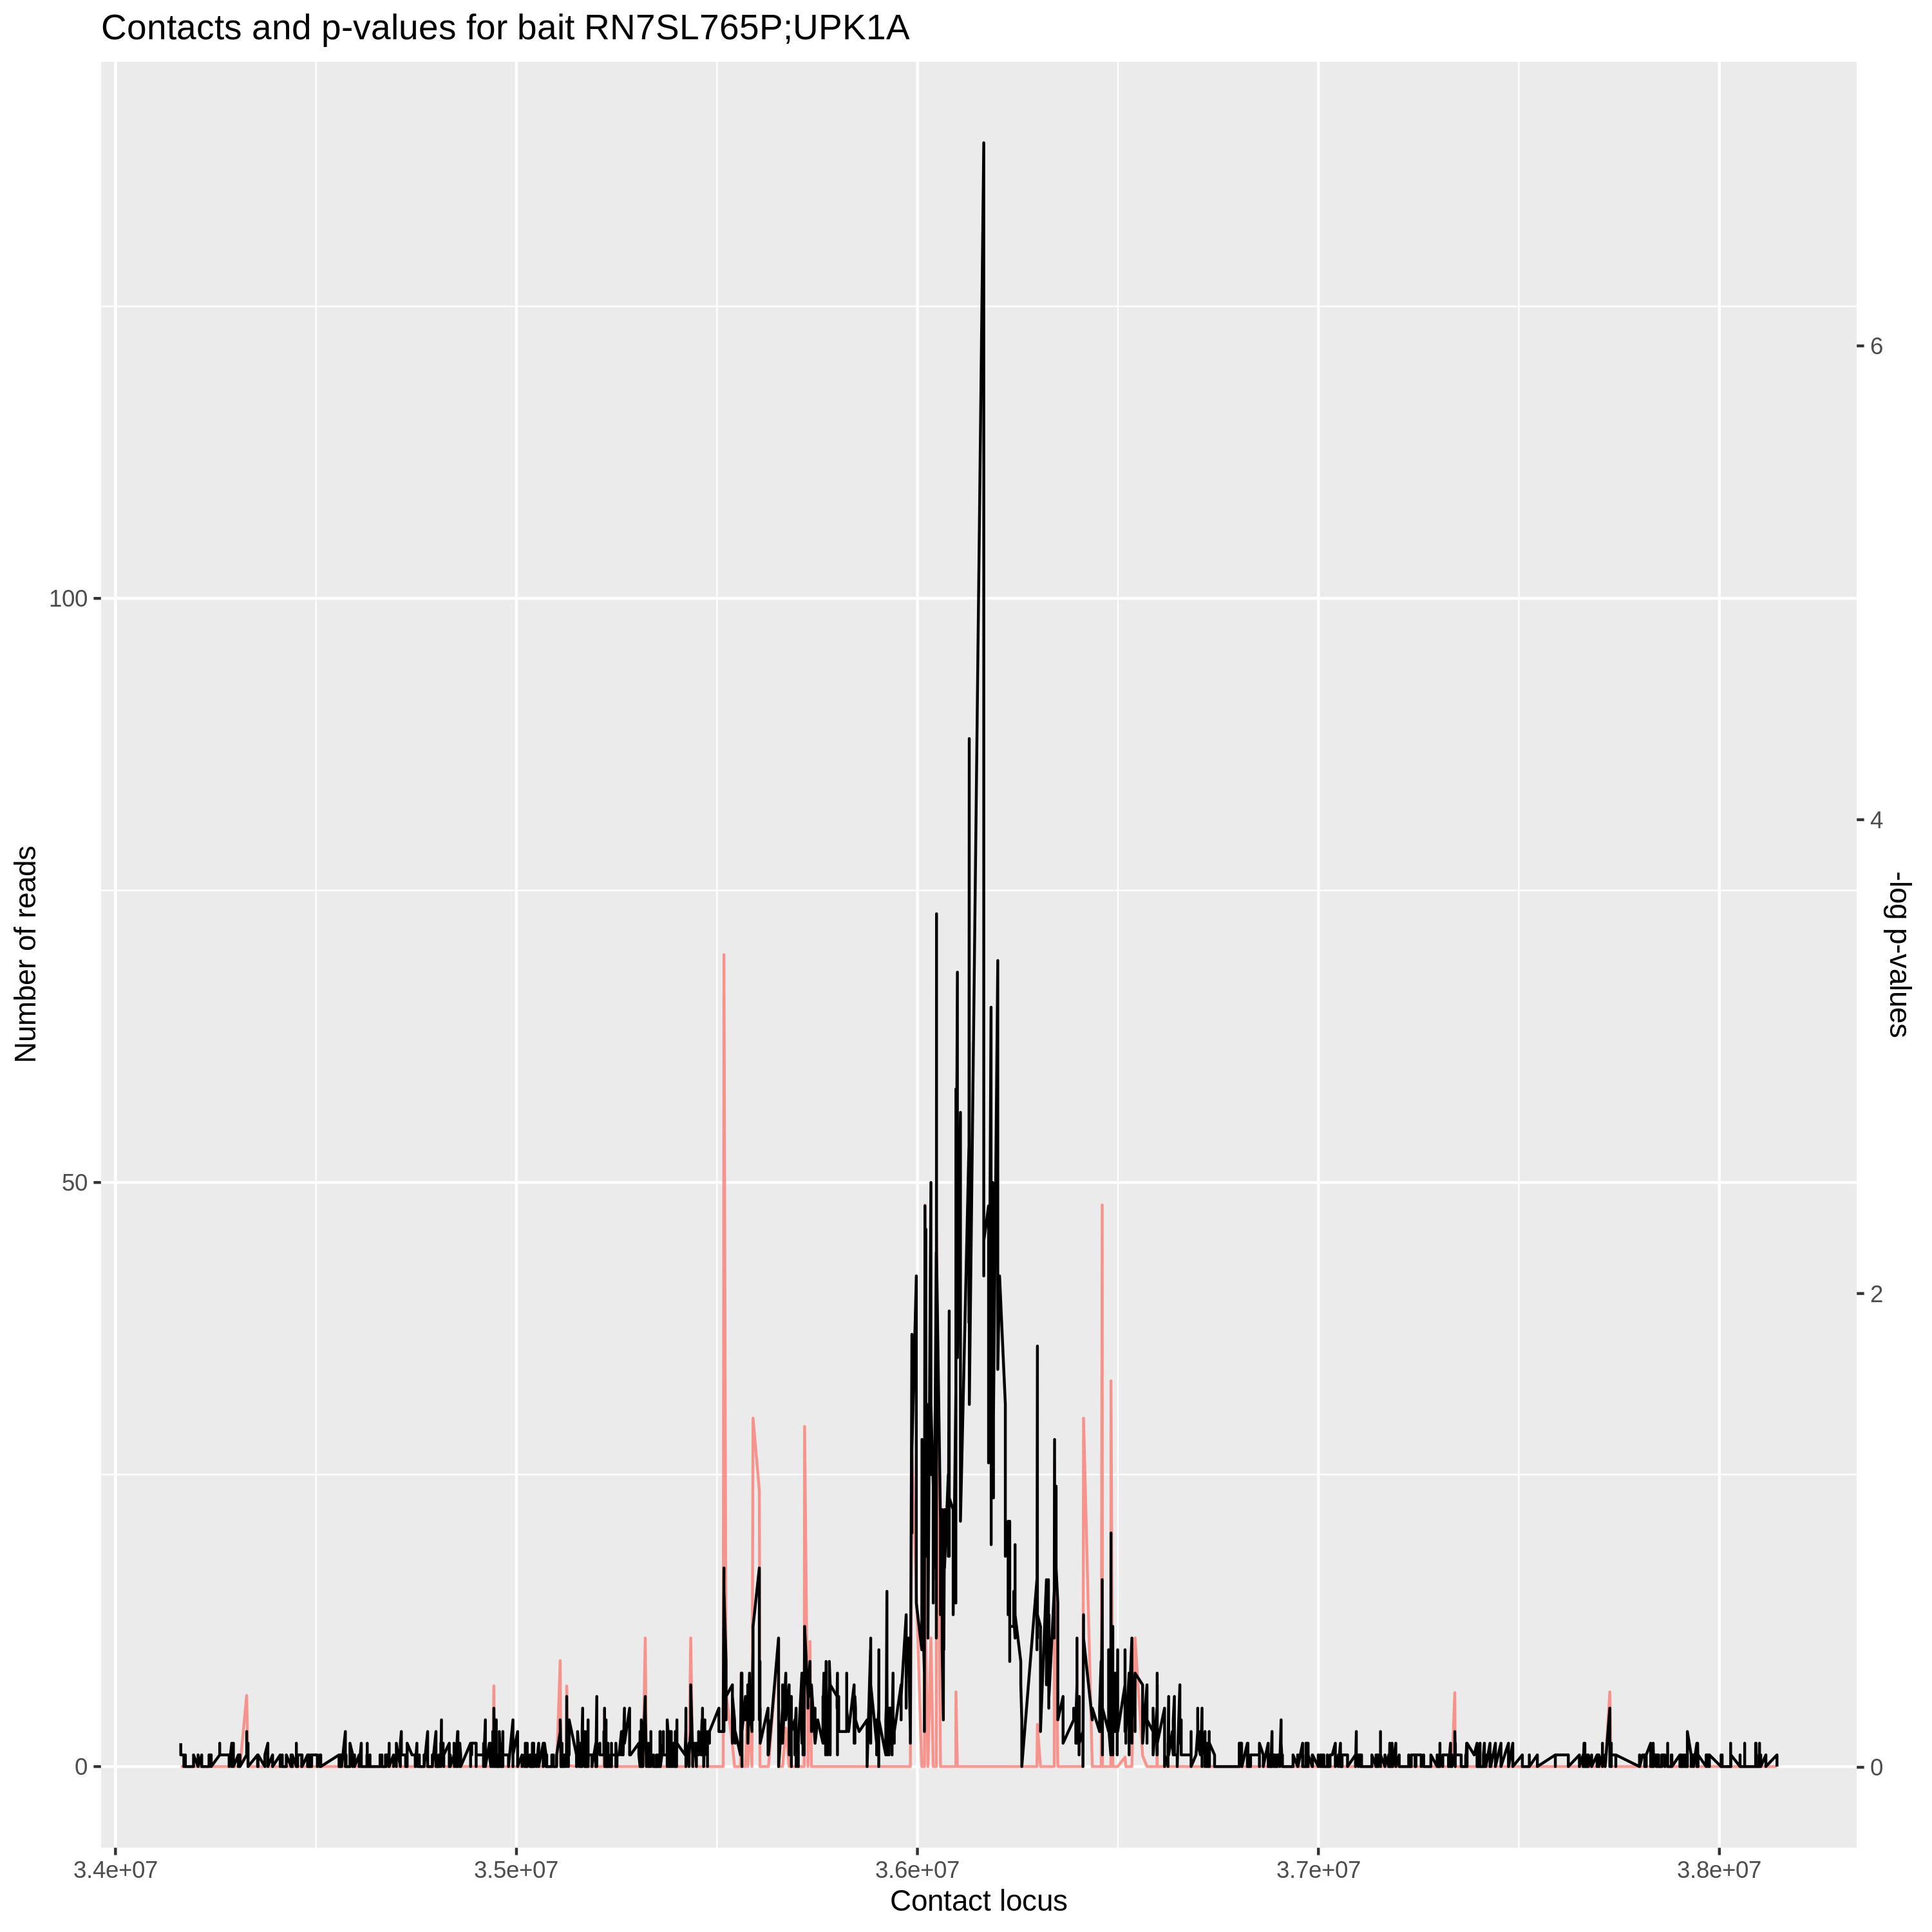 Contacts and p-values for bait RN7SL765P;UPK1A
Number of reads
100
50
0
6
4
2
0
-log p-values
3.4e+07
3.5e+07
3.6e+07
3.7e+07
3.8e+07
Contact locus